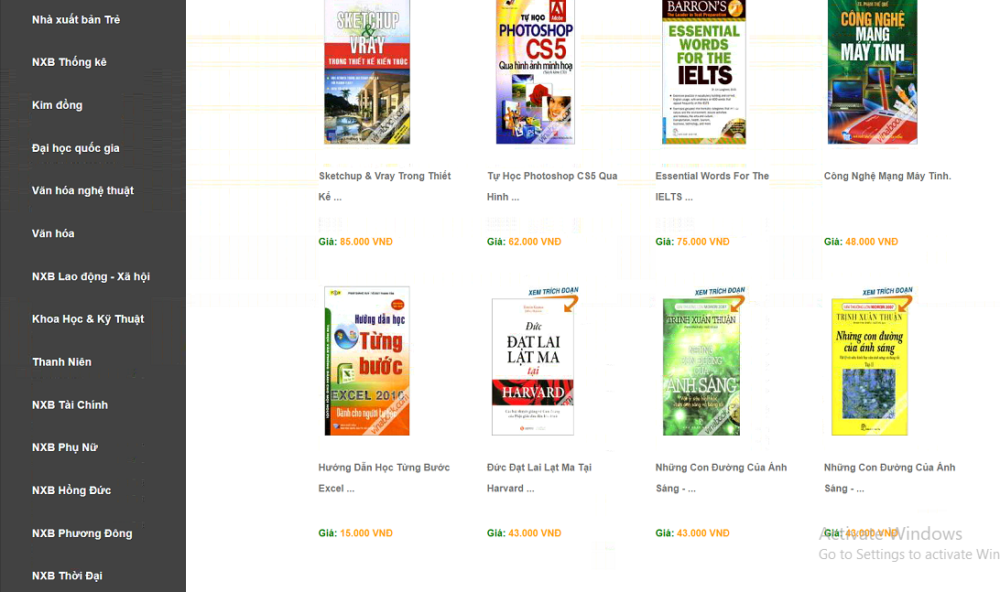 Nhà xuất bản Trẻ
NXB Thống kê
Kim đồng
Đại học quốc gia
Văn hóa nghệ thuật
Văn hóa
NXB Lao động - Xã hội
Khoa Học & Kỹ Thuật
Thanh Niên
NXB Tài Chính
NXB Phụ Nữ
NXB Hồng Đức
NXB Phương Đông
NXB Thời Đại
SKETCHUP
&
VRAY
TRONG THIẾT KẾ KIẾN TRÚC
TỰ HỌC
Adobe
PHOTOSHOP
CS5
Qua hình ảnh minh họa
BARRON'S
The Leader in Test Preparation
ESSENTIAL
WORDS
FOR THE
IELTS
CÔNG NGHỆ
MẠNG
MÁY TÍNH
Sketchup & Vray Trong Thiết
Kế ...
Giá: 85.000 VNĐ
Tự Học Photoshop CS5 Qua
Hình ...
Giá: 62.000 VNĐ
Essential Words For The
IELTS ...
Giá: 75.000 VNĐ
Công Nghệ Mạng Máy Tính.
Giá: 48.000 VNĐ
Hướng dẫn học
Từng
bước
EXCEL 2010
Dành cho người tự học
vinabook.com
XEM TRÍCH ĐOẠN
Đức
ĐẠT LAI
LẠT MA
tại
HARVARD
XEM TRÍCH ĐOẠN
TRỊNH XUÂN THUẬN
NHỮNG
CON ĐƯỜNG
CỦA
ÁNH SÁNG
XEM TRÍCH ĐOẠN
TRỊNH XUÂN THUẬN
Những con đường
của ánh sáng
Tập II
Hướng Dẫn Học Từng Bước
Excel ...
Giá: 15.000 VNĐ
Đức Đạt Lai Lạt Ma Tại
Harvard ...
Giá: 43.000 VNĐ
Những Con Đường Của Ánh
Sáng - ...
Giá: 43.000 VNĐ
Những Con Đường Của Ánh
Sáng - ...
Giá: 43.000 VNĐ
Activate Windows
Go to Settings to activate Win